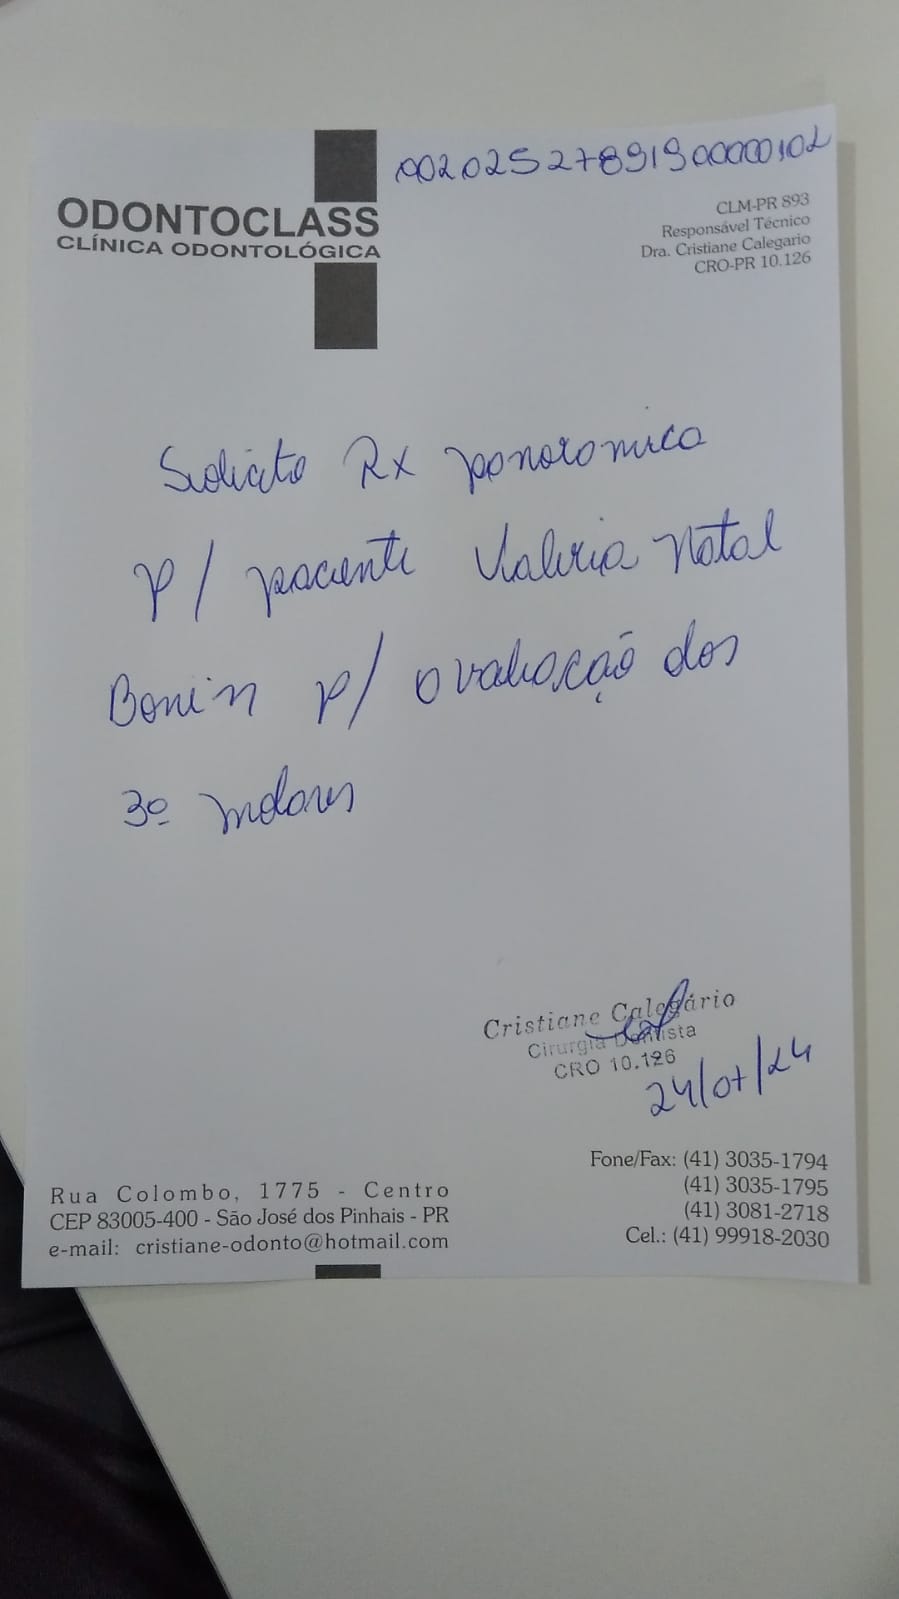 00202527891900000102
ODONTOCLASS
CLÍNICA ODONTOLÓGICA
CLM-PR 893
Responsável Técnico
Dra. Cristiane Calegario
CRO-PR 10.126
Solicito Rx panoramica
p/ paciente Valeria Natal
Bonin p/ avaliação dos
3º molares
Cristiane Calegário
Cirurgiã Dentista
CRO 10.126
24/07/24
Rua Colombo, 1775 - Centro
CEP 83005-400 - São José dos Pinhais - PR
e-mail: cristiane-odonto@hotmail.com
Fone/Fax: (41) 3035-1794
(41) 3035-1795
(41) 3081-2718
Cel.: (41) 99918-2030